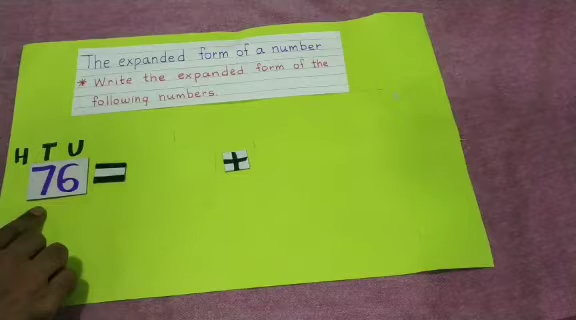 The expanded form of a number
* Write the expanded form of the
following numbers.
H T U
76 = +